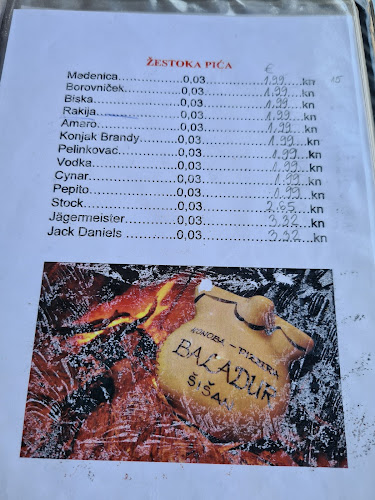 ŽESTOKA PIĆA
€
Medenica....................0,03....................1,99....kn 15
Borovniček....................0,03....................1,99....kn
Biska....................0,03....................1,99....kn
Rakija....................0,03....................1,99....kn
Amaro....................0,03....................1,99....kn
Konjak Brandy....................0,03....................1,99....kn
Pelinkovac....................0,03....................1,99....kn
Vodka....................0,03....................1,99....kn
Cynar....................0,03....................1,99....kn
Pepito....................0,03....................1,99....kn
Stock....................0,03....................2,65....kn
Jägermeister....................0,03....................3,32....kn
Jack Daniels....................0,03....................3,32....kn
KONOBA - PIZZERIA
BALADUR
ŠIŠAN